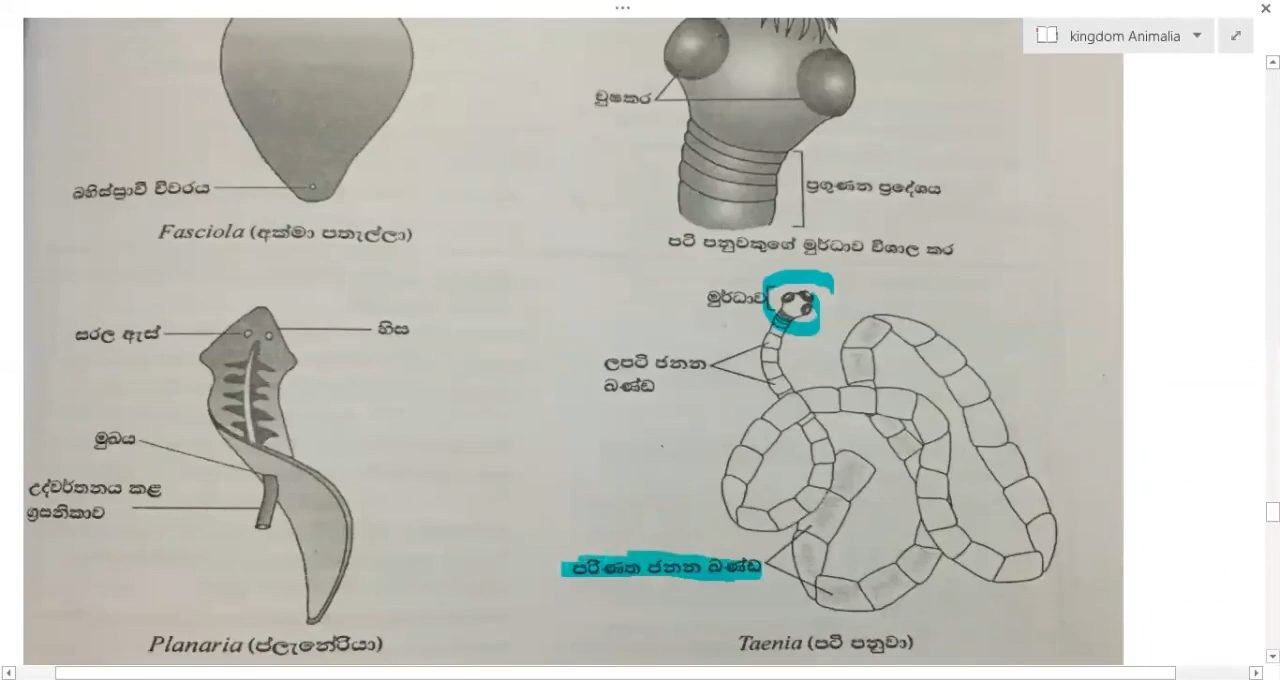 kingdom Animalia
චූෂකර
බහිස්ස්‍රාවී විවරය
ප්‍රගුණන ප්‍රදේශය
Fasciola (අක්මා පතැල්ලා)
පටි පනුවකුගේ මූර්ධාව විශාල කර
මූර්ධාව
සරල ඇස්
හිස
ලපටි ජනන
ඛණ්ඩ
මුඛය
උද්වර්තනය කළ
ග්‍රසනිකාව
පරිණත ජනන ඛණ්ඩ
Planaria (ප්ලැනේරියා)
Taenia (පටි පනුවා)